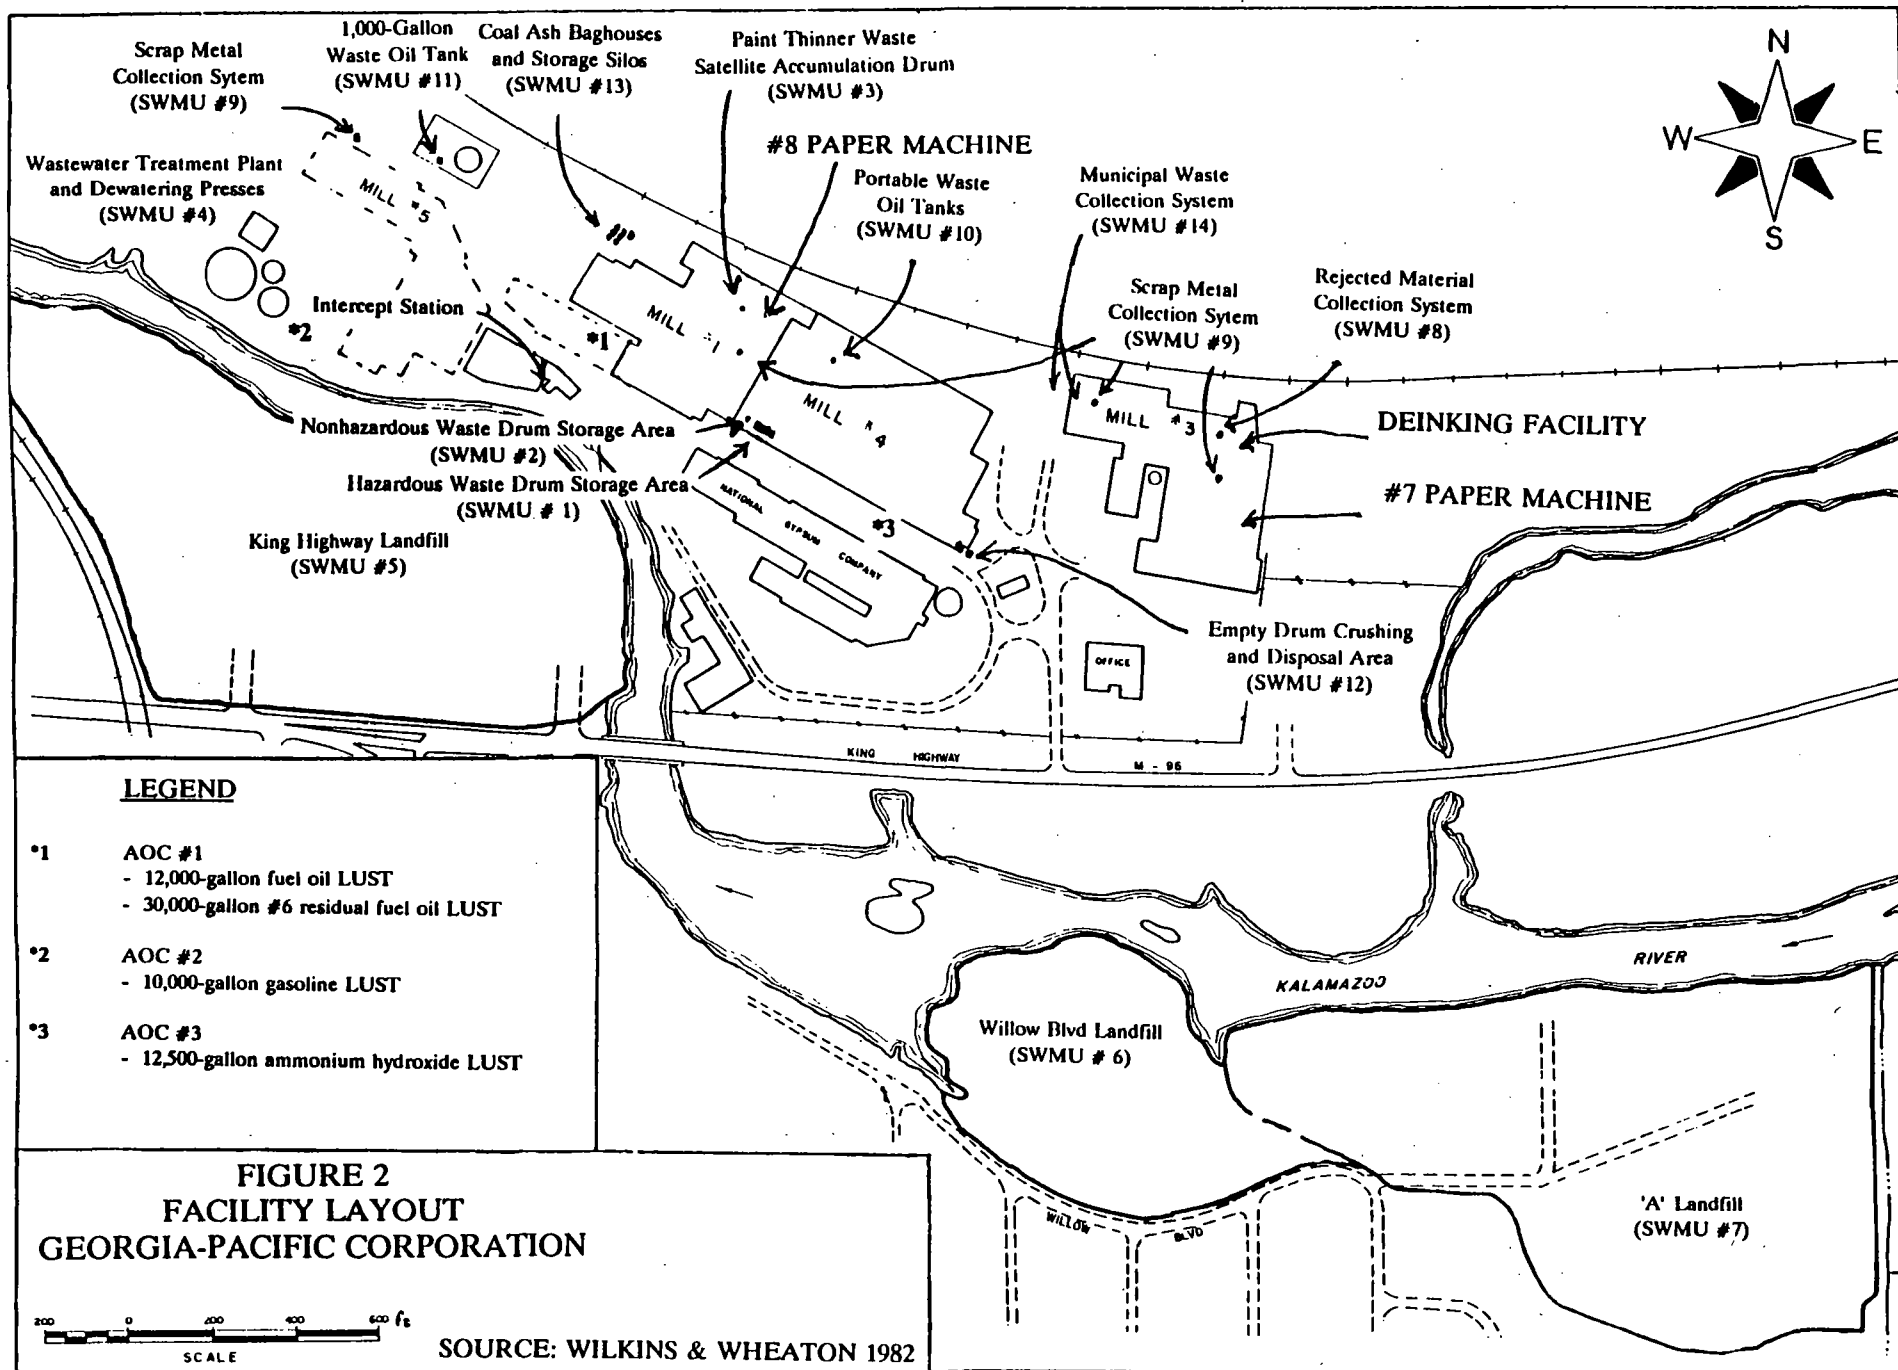 Scrap Metal
Collection Sytem
(SWMU #9)
1,000-Gallon
Waste Oil Tank
(SWMU #11)
Coal Ash Baghouses
and Storage Silos
(SWMU #13)
Paint Thinner Waste
Satellite Accumulation Drum
(SWMU #3)
#8 PAPER MACHINE
Portable Waste
Oil Tanks
(SWMU #10)
Municipal Waste
Collection System
(SWMU #14)
Scrap Metal
Collection Sytem
(SWMU #9)
Rejected Material
Collection System
(SWMU #8)
N
W
E
S
Wastewater Treatment Plant
and Dewatering Presses
(SWMU #4)
MILL #5
Intercept Station
*2
*1
MILL #1
MILL #4
MILL #3
DEINKING FACILITY
#7 PAPER MACHINE
Nonhazardous Waste Drum Storage Area
(SWMU #2)
Hazardous Waste Drum Storage Area
(SWMU # 1)
NATIONAL GYPSUM COMPANY
*3
King Highway Landfill
(SWMU #5)
Empty Drum Crushing
and Disposal Area
(SWMU #12)
OFFICE
KING HIGHWAY M - 96
LEGEND
*1 AOC #1
- 12,000-gallon fuel oil LUST
- 30,000-gallon #6 residual fuel oil LUST
*2 AOC #2
- 10,000-gallon gasoline LUST
*3 AOC #3
- 12,500-gallon ammonium hydroxide LUST
KALAMAZOO RIVER
Willow Blvd Landfill
(SWMU # 6)
WILLOW BLVD
'A' Landfill
(SWMU #7)
FIGURE 2
FACILITY LAYOUT
GEORGIA-PACIFIC CORPORATION
200 0 200 400 600 ft
SCALE
SOURCE: WILKINS & WHEATON 1982